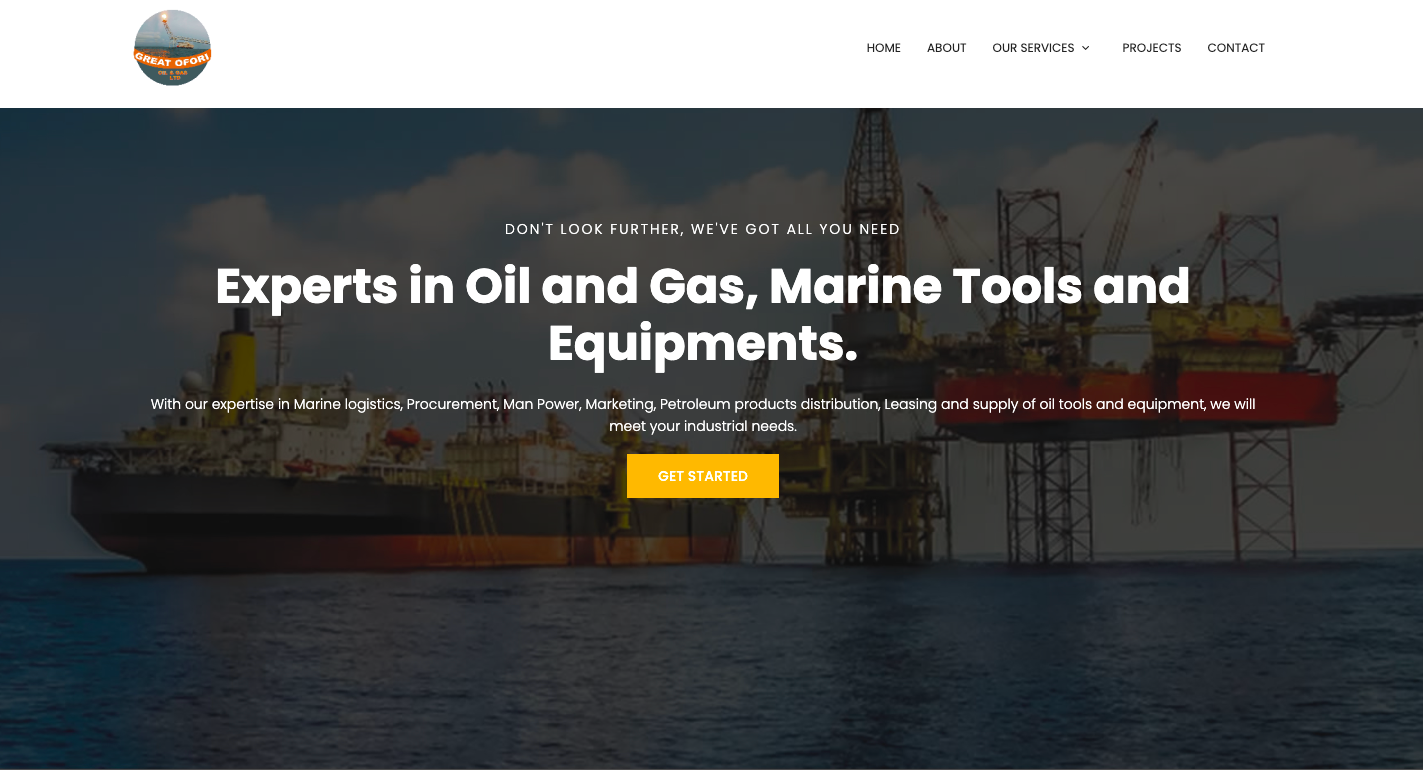 GREAT OFORI
OIL & GAS
LTD
HOME ABOUT OUR SERVICES PROJECTS CONTACT
DON'T LOOK FURTHER, WE'VE GOT ALL YOU NEED
Experts in Oil and Gas, Marine Tools and
Equipments.
With our expertise in Marine logistics, Procurement, Man Power, Marketing, Petroleum products distribution, Leasing and supply of oil tools and equipment, we will
meet your industrial needs.
GET STARTED